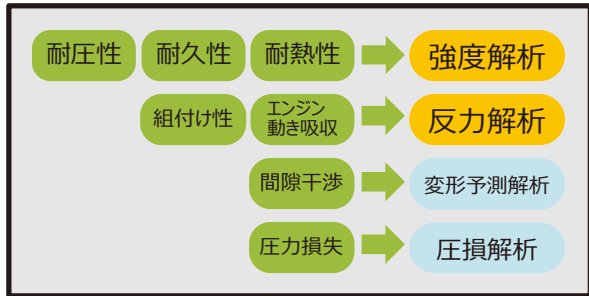 耐圧性 耐久性 耐熱性 強度解析
組付け性 エンジン
動き吸収 反力解析
間隙干渉 変形予測解析
圧力損失 圧損解析